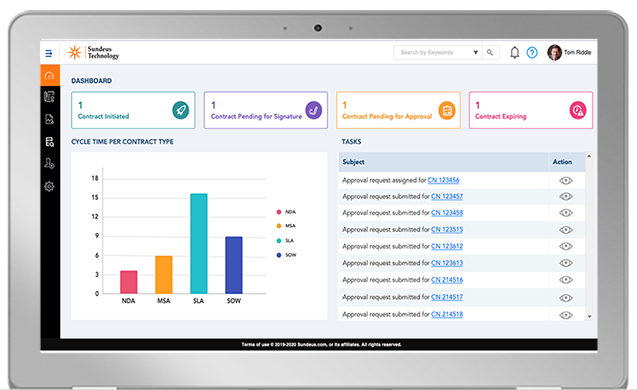 Sundeus
Technology
Search by Keywords
Tom Riddle
DASHBOARD
1
Contract Initiated
1
Contract Pending for Signature
1
Contract Pending for Approval
1
Contract Expiring
CYCLE TIME PER CONTRACT TYPE
18
15
12
9
6
3
0
NDA
MSA
SLA
SOW
NDA
MSA
SLA
SOW
TASKS
Subject Action
Approval request assigned for CN 123456
Approval request submitted for CN 123457
Approval request submitted for CN 123458
Approval request submitted for CN 123515
Approval request submitted for CN 123612
Approval request submitted for CN 123613
Approval request submitted for CN 214516
Approval request submitted for CN 214517
Approval request submitted for CN 214518
Terms of use © 2019-2020 Sundeus.com, or its affiliates. All rights reserved.